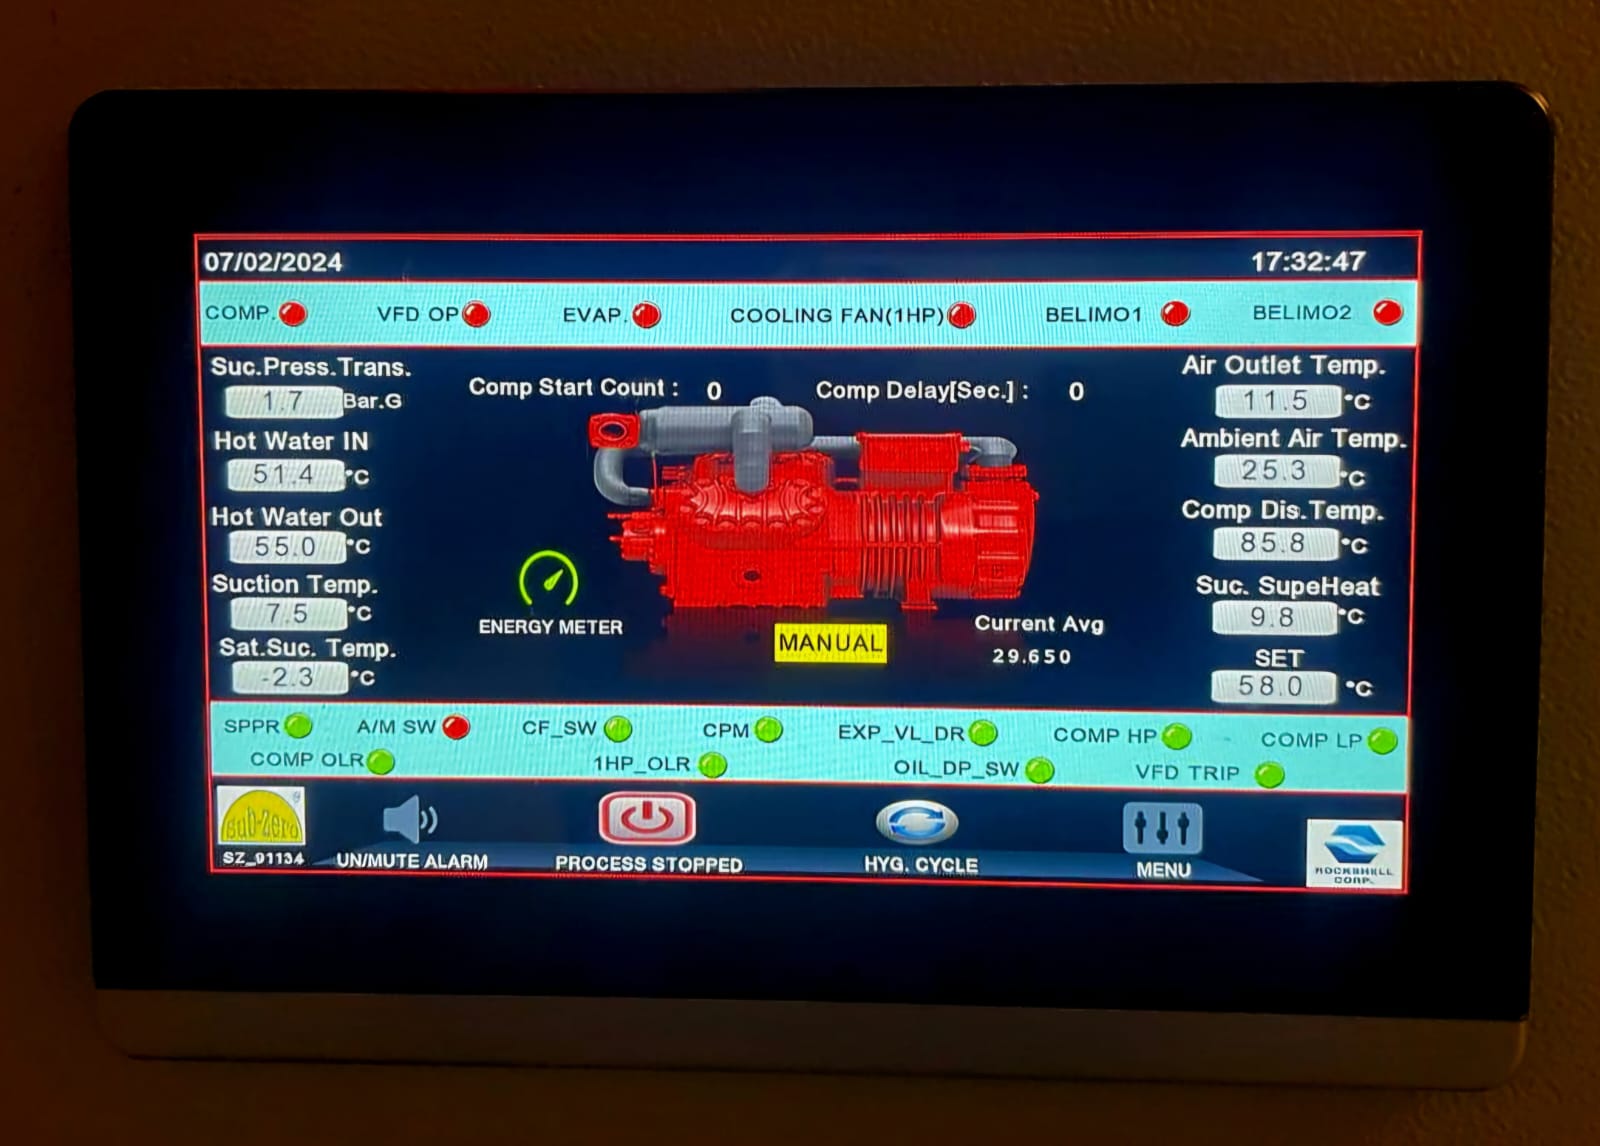 07/02/2024 17:32:47
COMP. VFD OP EVAP. COOLING FAN(1HP) BELIMO1 BELIMO2
Suc.Press.Trans.
1.7 Bar.G
Hot Water IN
51.4 °C
Hot Water Out
55.0 °C
Suction Temp.
7.5 °C
Sat.Suc. Temp.
-2.3 °C
Comp Start Count : 0 Comp Delay[Sec.] : 0
ENERGY METER
MANUAL
Current Avg
29.650
Air Outlet Temp.
11.5 °C
Ambient Air Temp.
25.3 °C
Comp Dis.Temp.
85.8 °C
Suc. SupeHeat
9.8 °C
SET
58.0 °C
SPPR A/M SW CF_SW CPM EXP_VL_DR COMP HP COMP LP
COMP OLR 1HP_OLR OIL_DP_SW VFD TRIP
sub-zero ®
SZ_01134
UN/MUTE ALARM
PROCESS STOPPED
HYG. CYCLE
MENU
ROCKSHELL
CORP.